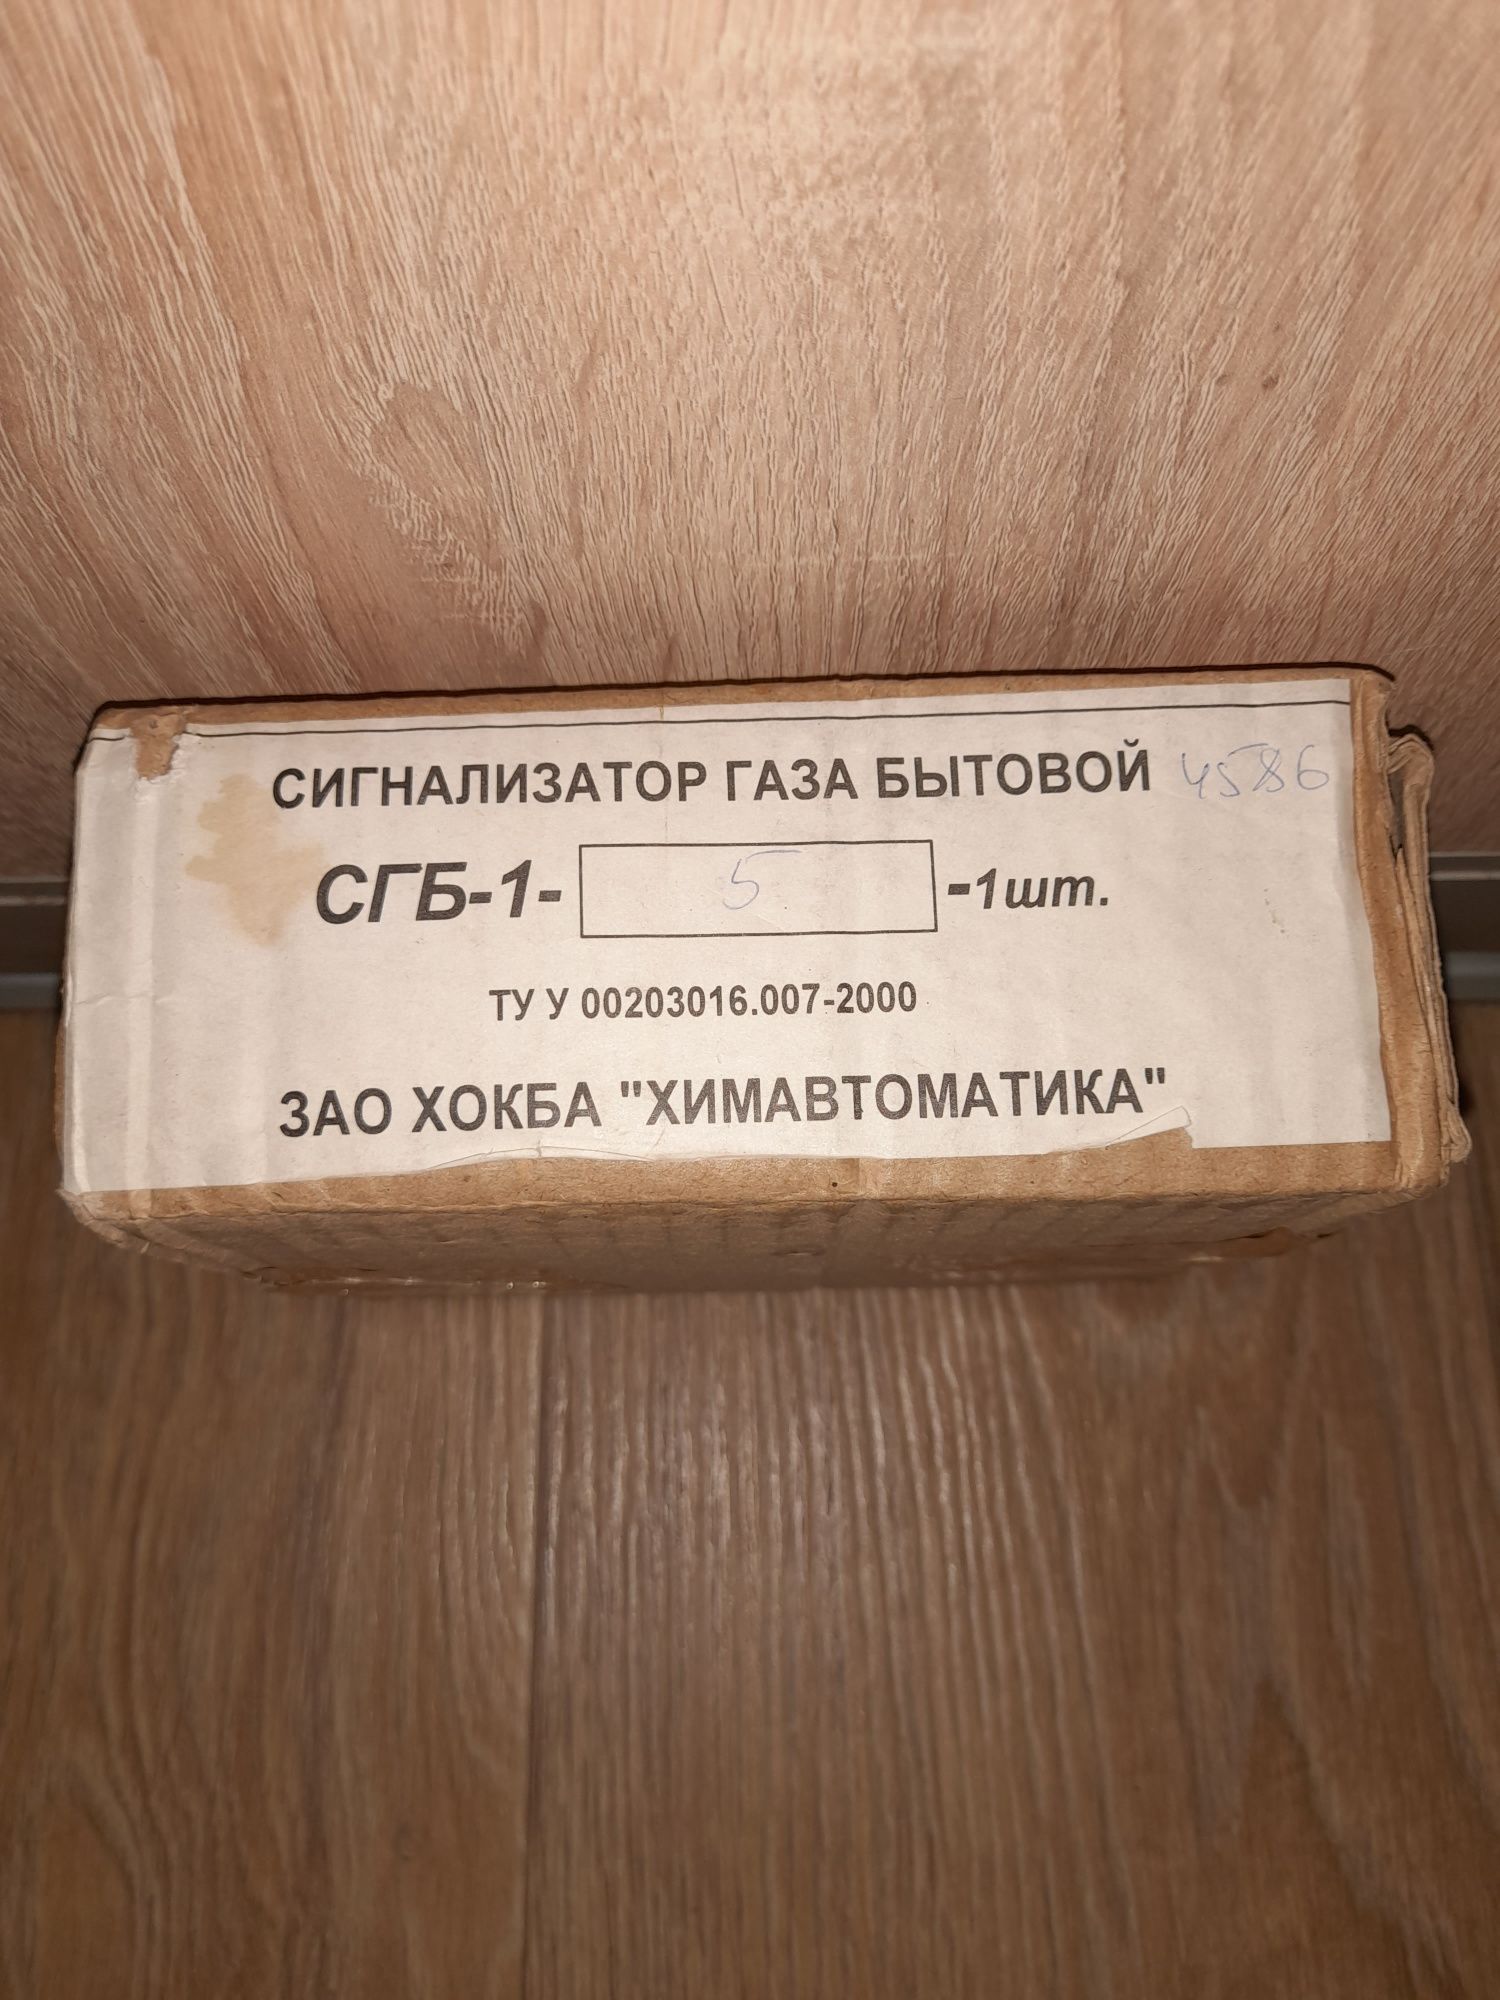 СИГНАЛИЗАТОР ГАЗА БЫТОВОЙ 4586
СГБ-1- 5 -1шт.
ТУ У 00203016.007-2000
ЗАО ХОКБА "ХИМАВТОМАТИКА"